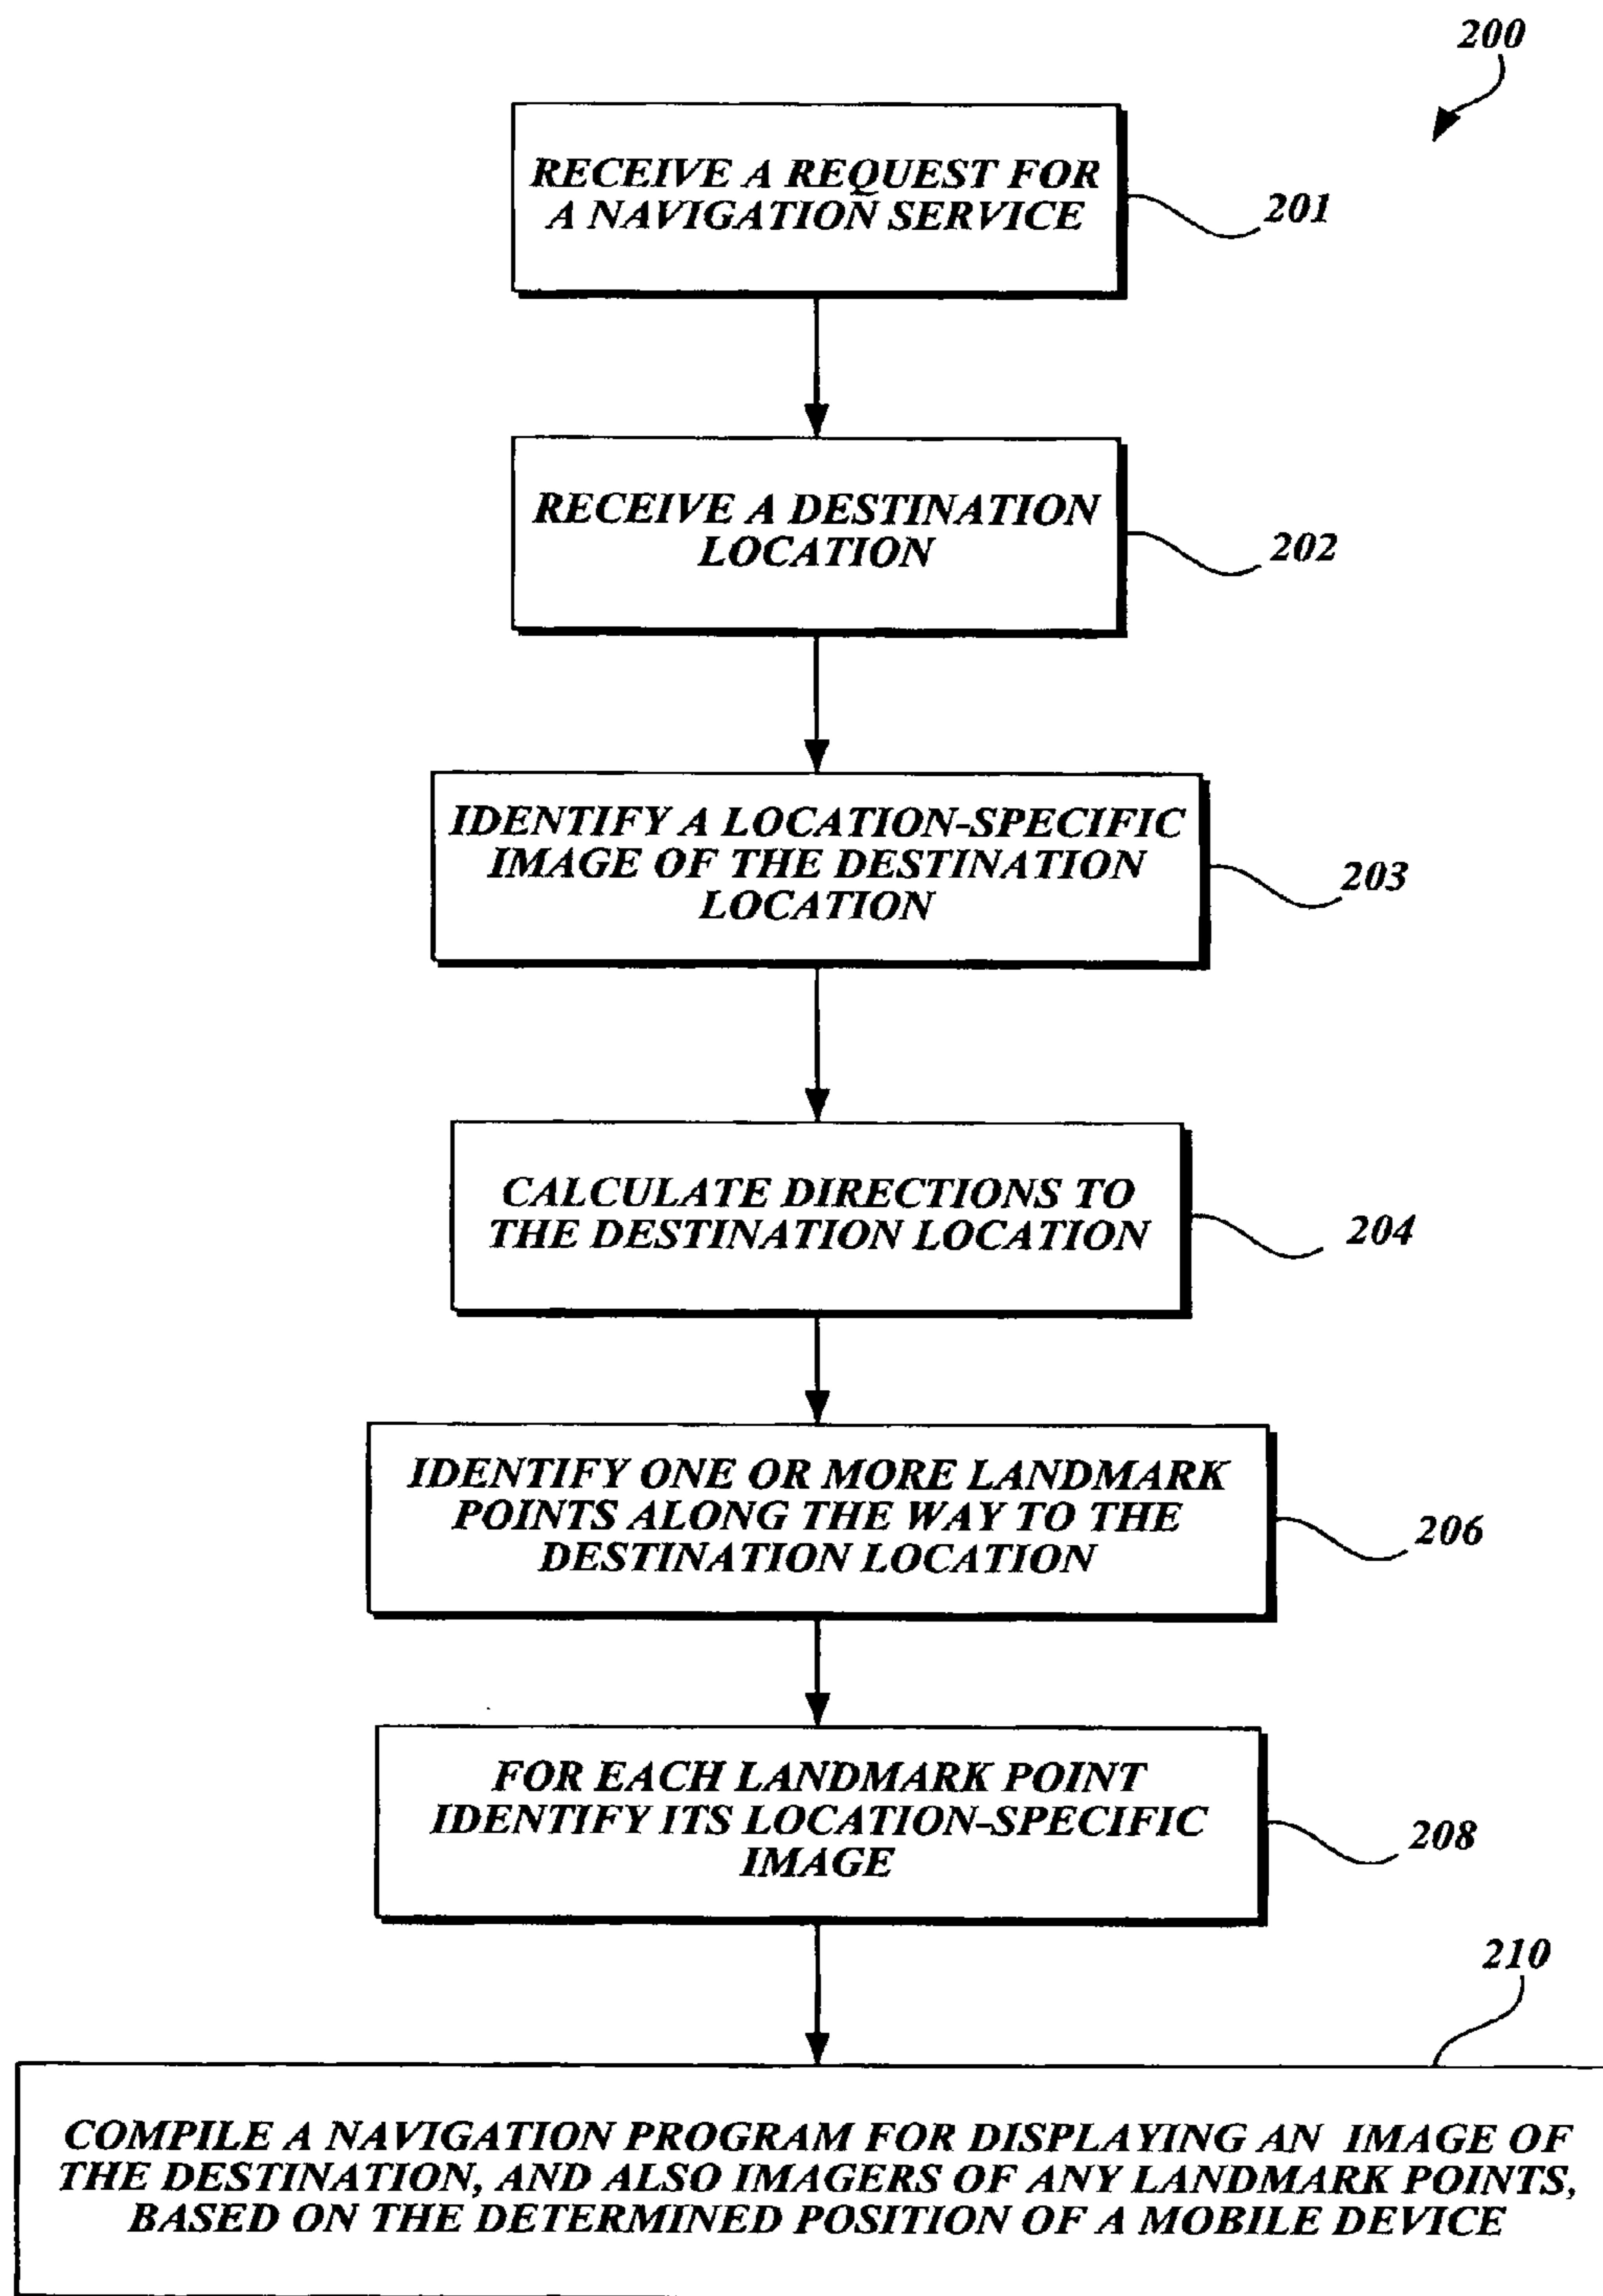 200
RECEIVE A REQUEST FOR
A NAVIGATION SERVICE
201
RECEIVE A DESTINATION
LOCATION
202
IDENTIFY A LOCATION-SPECIFIC
IMAGE OF THE DESTINATION
LOCATION
203
CALCULATE DIRECTIONS TO
THE DESTINATION LOCATION
204
IDENTIFY ONE OR MORE LANDMARK
POINTS ALONG THE WAY TO THE
DESTINATION LOCATION
206
FOR EACH LANDMARK POINT
IDENTIFY ITS LOCATION-SPECIFIC
IMAGE
208
210
COMPILE A NAVIGATION PROGRAM FOR DISPLAYING AN IMAGE OF
THE DESTINATION, AND ALSO IMAGERS OF ANY LANDMARK POINTS,
BASED ON THE DETERMINED POSITION OF A MOBILE DEVICE